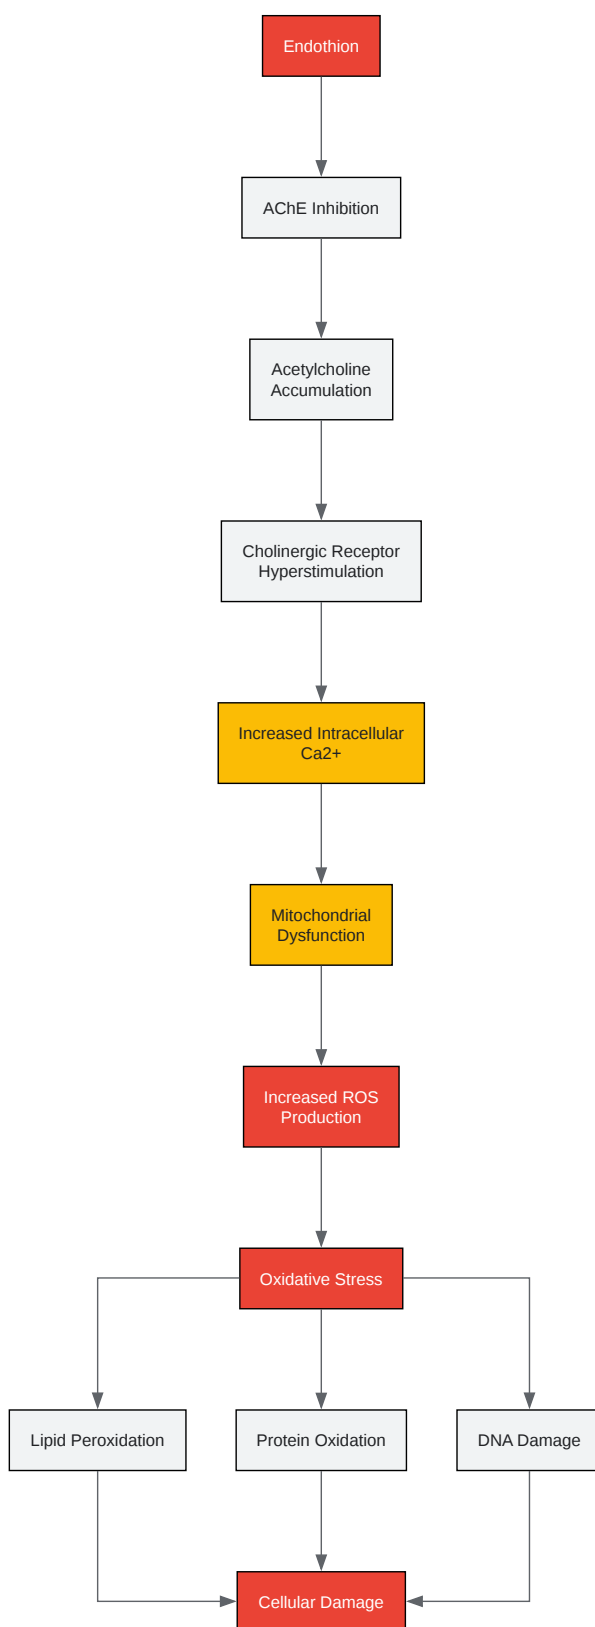 Endothion
AChE Inhibition
Acetylcholine
Accumulation
Cholinergic Receptor
Hyperstimulation
Increased Intracellular
Ca2+
Mitochondrial
Dysfunction
Increased ROS
Production
Oxidative Stress
Lipid Peroxidation
Protein Oxidation
DNA Damage
Cellular Damage